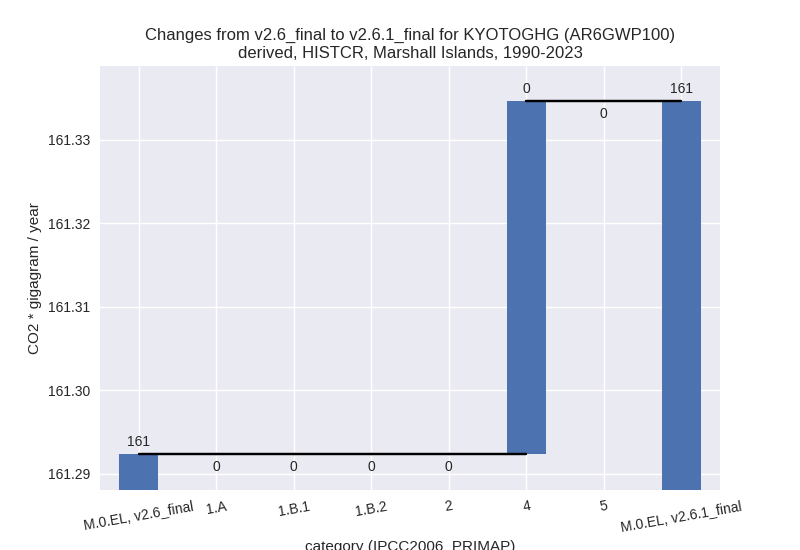 Changes from v2.6_final to v2.6.1_final for KYOTOGHG (AR6GWP100)
derived, HISTCR, Marshall Islands, 1990-2023
CO2 * gigagram / year
161.33
161.32
161.31
161.30
161.29
161
0
0
0
0
0
0
161
M.0.EL, v2.6_final
1.A
1.B.1
1.B.2
2
4
5
M.0.EL, v2.6.1_final
category (IPCC2006_PRIMAP)